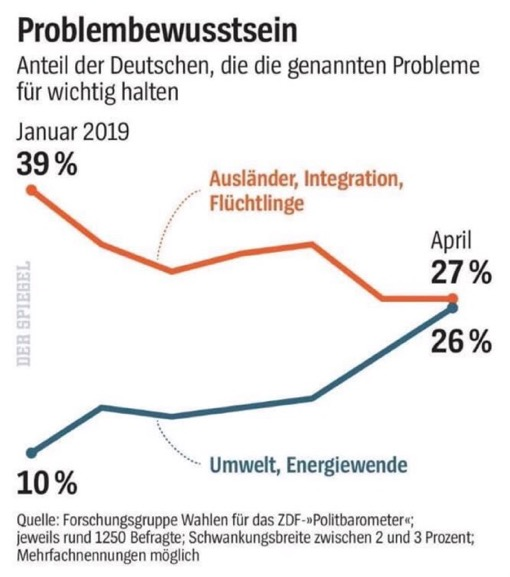 Problembewusstsein
Anteil der Deutschen, die die genannten Probleme
für wichtig halten
Januar 2019
39 %
Ausländer, Integration,
Flüchtlinge
April
27 %
26 %
DER SPIEGEL
Umwelt, Energiewende
10 %
Quelle: Forschungsgruppe Wahlen für das ZDF-»Politbarometer«;
jeweils rund 1250 Befragte; Schwankungsbreite zwischen 2 und 3 Prozent;
Mehrfachnennungen möglich